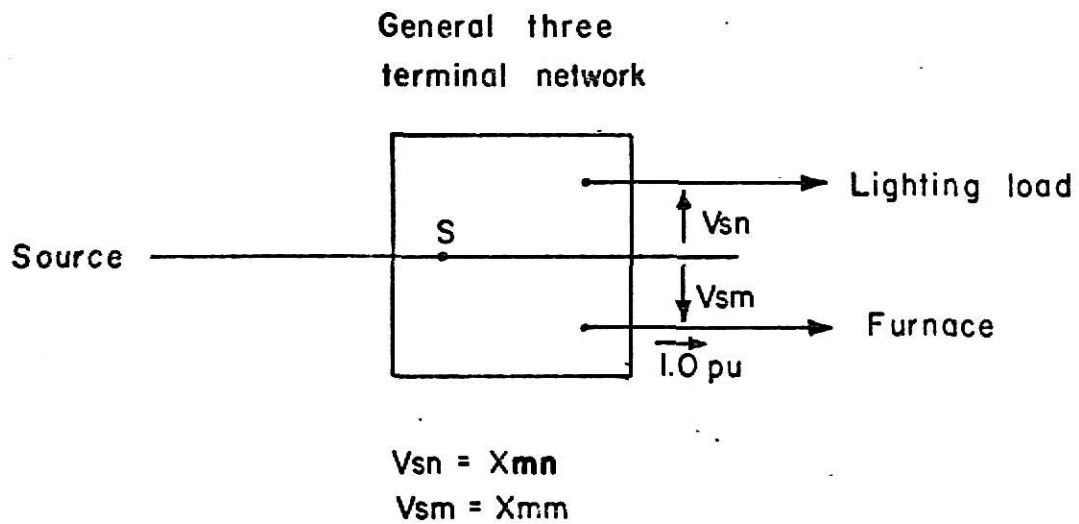 General three
terminal network
Lighting load
Vsn
S
Source
Vsm
Furnace
1.0 pu
Vsn = Xmn
Vsm = Xmm